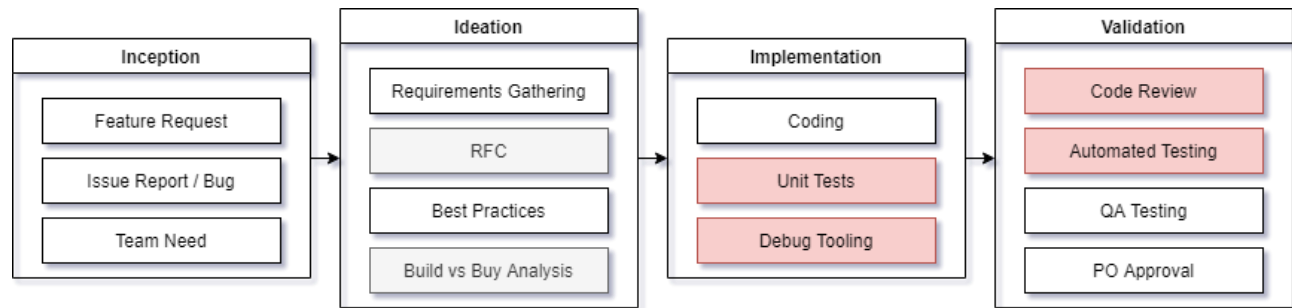 Inception
Feature Request
Issue Report / Bug
Team Need
Ideation
Requirements Gathering
RFC
Best Practices
Build vs Buy Analysis
Implementation
Coding
Unit Tests
Debug Tooling
Validation
Code Review
Automated Testing
QA Testing
PO Approval